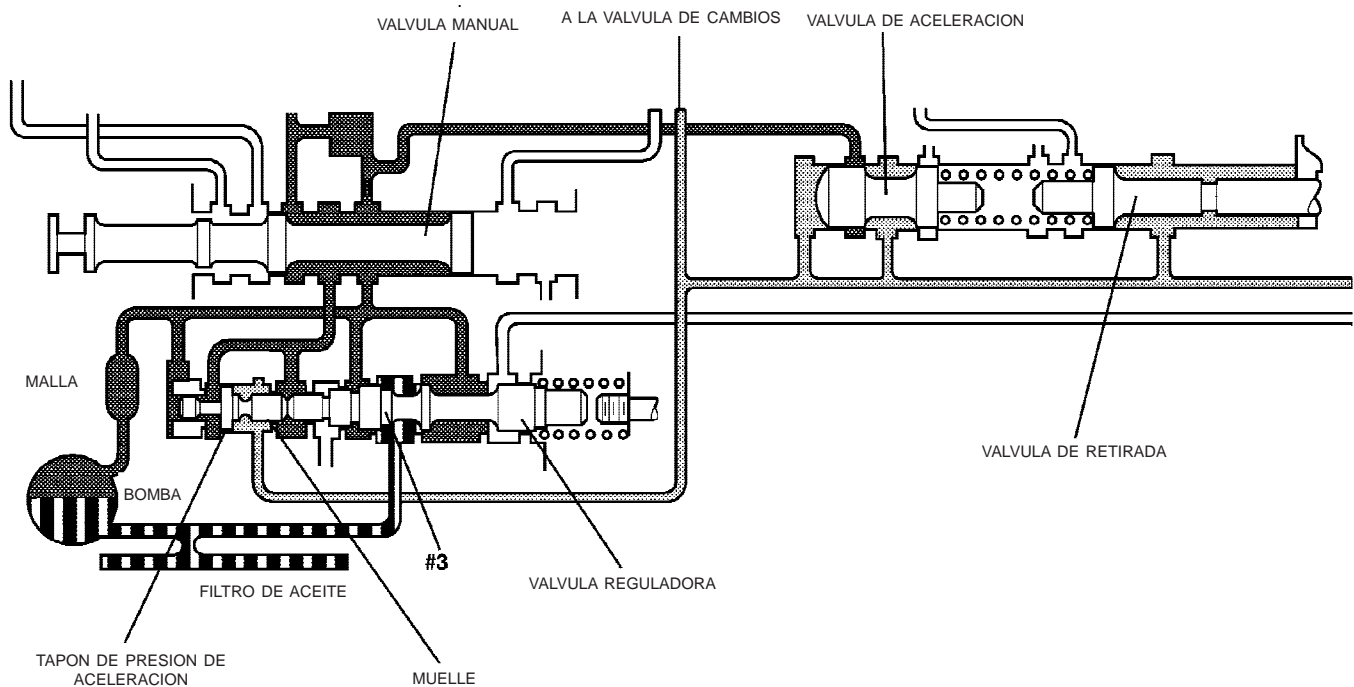 VALVULA MANUAL
A LA VALVULA DE CAMBIOS
VALVULA DE ACELERACION
MALLA
VALVULA DE RETIRADA
BOMBA
#3
VALVULA REGULADORA
FILTRO DE ACEITE
TAPON DE PRESION DE
ACELERACION
MUELLE